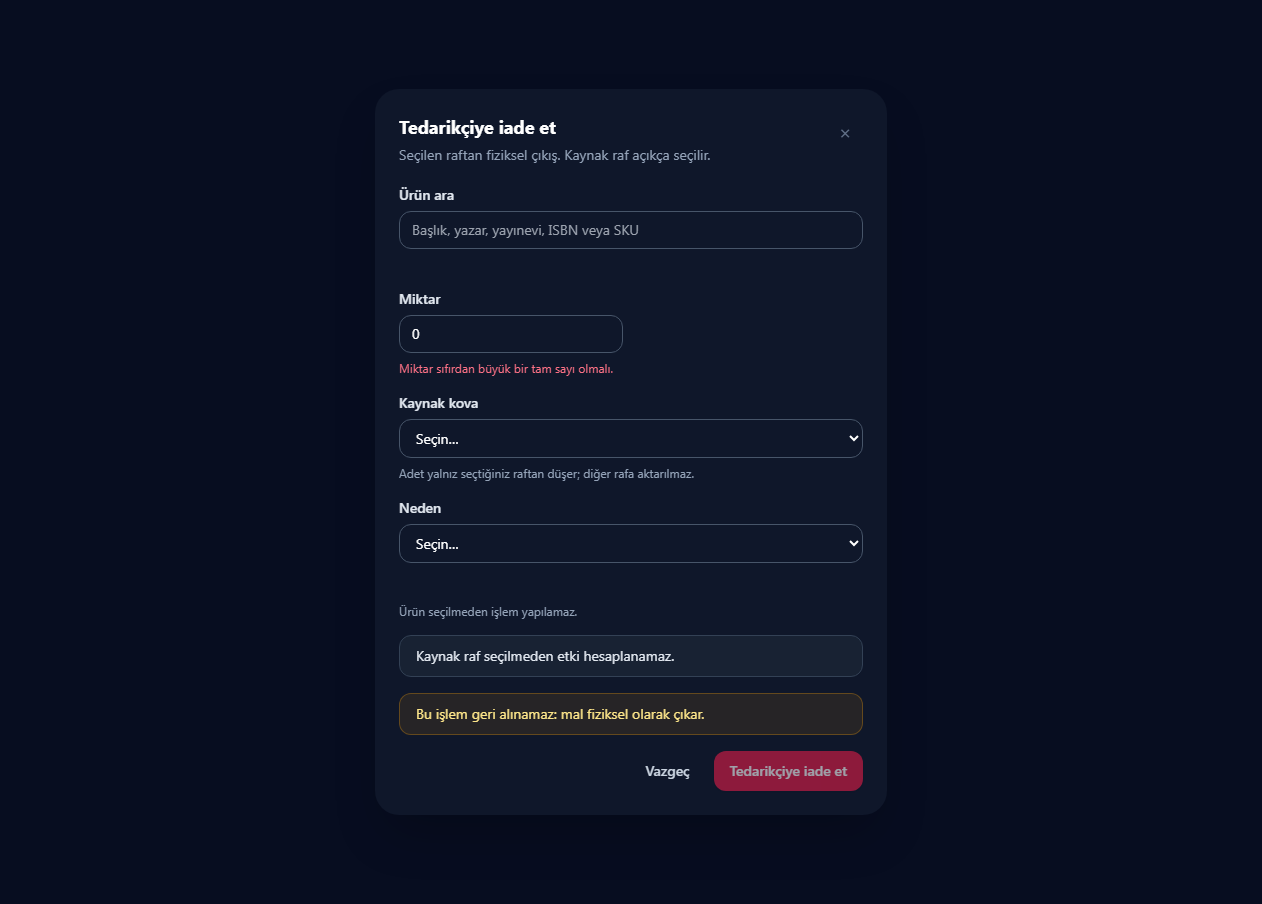 Tedarikçiye iade et
×
Seçilen raftan fiziksel çıkış. Kaynak raf açıkça seçilir.
Ürün ara
Başlık, yazar, yayınevi, ISBN veya SKU
Miktar
0
Miktar sıfırdan büyük bir tam sayı olmalı.
Kaynak kova
Seçin...
Adet yalnız seçtiğiniz raftan düşer; diğer rafa aktarılmaz.
Neden
Seçin...
Ürün seçilmeden işlem yapılamaz.
Kaynak raf seçilmeden etki hesaplanamaz.
Bu işlem geri alınamaz: mal fiziksel olarak çıkar.
Vazgeç
Tedarikçiye iade et